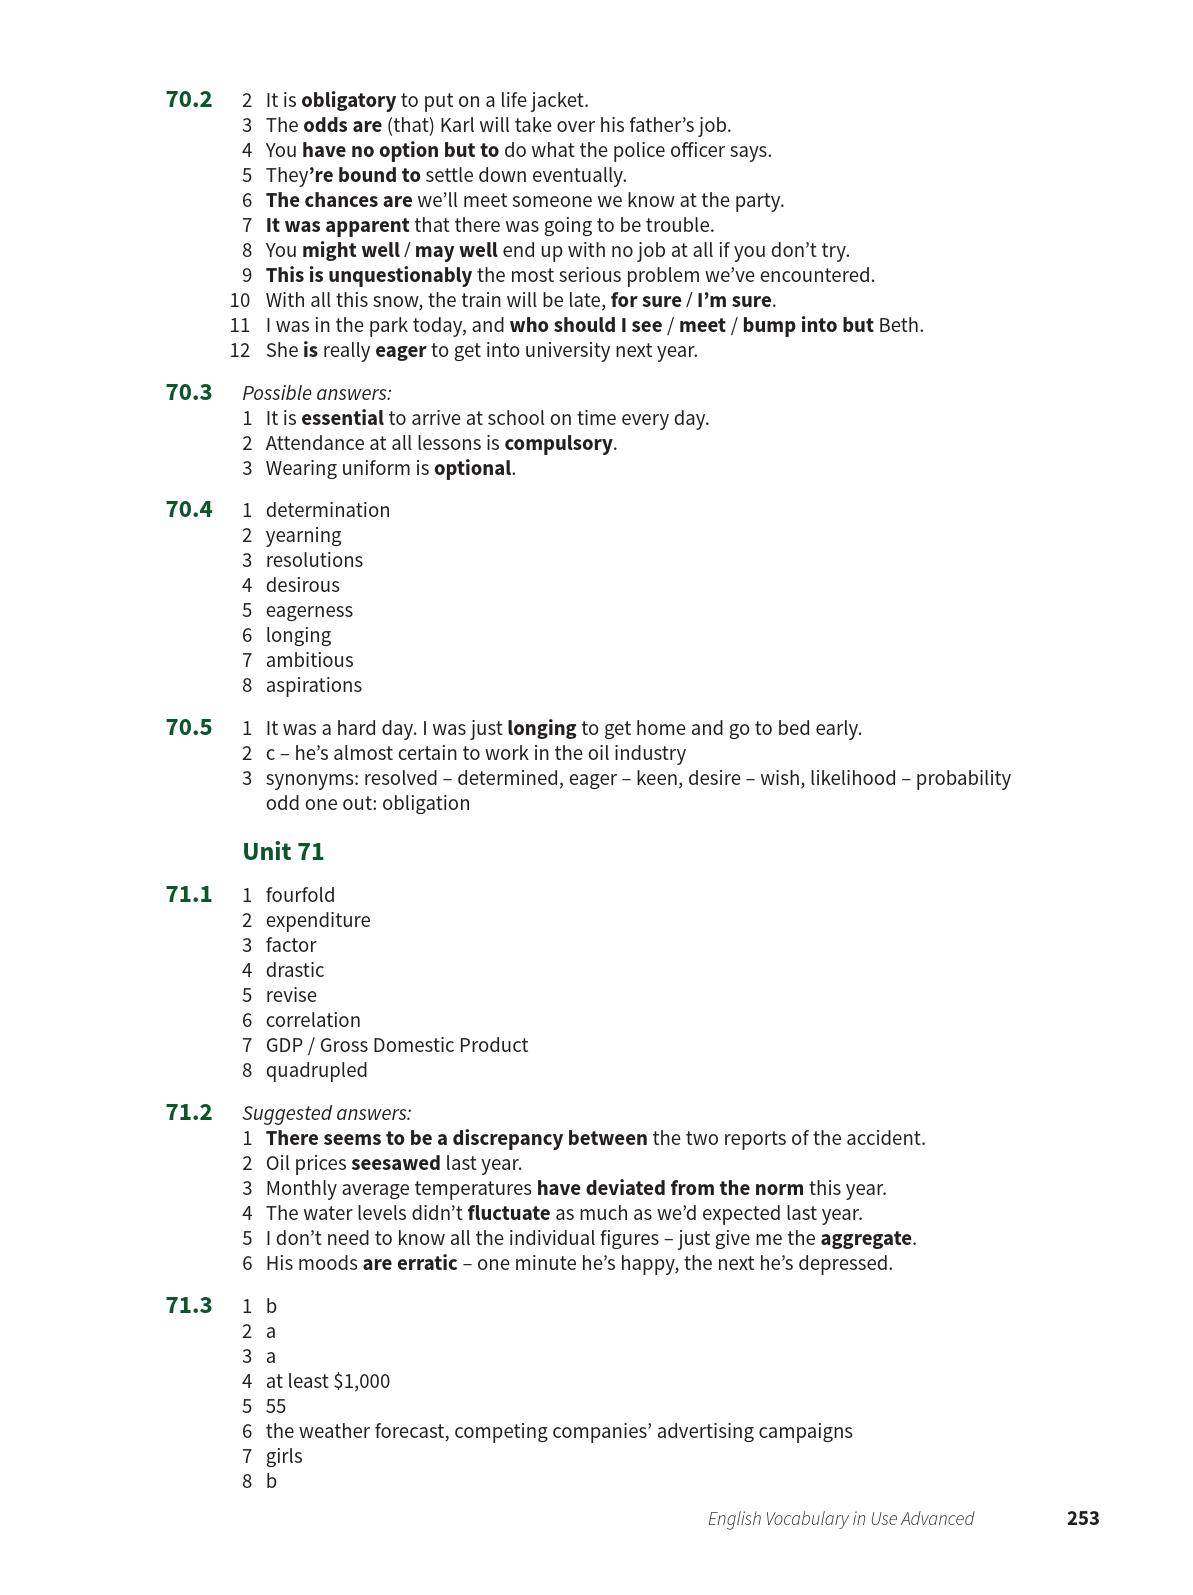 70.2 2 It is obligatory to put on a life jacket.
3 The odds are (that) Karl will take over his father’s job.
4 You have no option but to do what the police officer says.
5 They’re bound to settle down eventually.
6 The chances are we’ll meet someone we know at the party.
7 It was apparent that there was going to be trouble.
8 You might well / may well end up with no job at all if you don’t try.
9 This is unquestionably the most serious problem we’ve encountered.
10 With all this snow, the train will be late, for sure / I’m sure.
11 I was in the park today, and who should I see / meet / bump into but Beth.
12 She is really eager to get into university next year.
70.3 Possible answers:
1 It is essential to arrive at school on time every day.
2 Attendance at all lessons is compulsory.
3 Wearing uniform is optional.
70.4 1 determination
2 yearning
3 resolutions
4 desirous
5 eagerness
6 longing
7 ambitious
8 aspirations
70.5 1 It was a hard day. I was just longing to get home and go to bed early.
2 c – he’s almost certain to work in the oil industry
3 synonyms: resolved – determined, eager – keen, desire – wish, likelihood – probability
odd one out: obligation
Unit 71
71.1 1 fourfold
2 expenditure
3 factor
4 drastic
5 revise
6 correlation
7 GDP / Gross Domestic Product
8 quadrupled
71.2 Suggested answers:
1 There seems to be a discrepancy between the two reports of the accident.
2 Oil prices seesawed last year.
3 Monthly average temperatures have deviated from the norm this year.
4 The water levels didn’t fluctuate as much as we’d expected last year.
5 I don’t need to know all the individual figures – just give me the aggregate.
6 His moods are erratic – one minute he’s happy, the next he’s depressed.
71.3 1 b
2 a
3 a
4 at least $1,000
5 55
6 the weather forecast, competing companies’ advertising campaigns
7 girls
8 b
English Vocabulary in Use Advanced 253